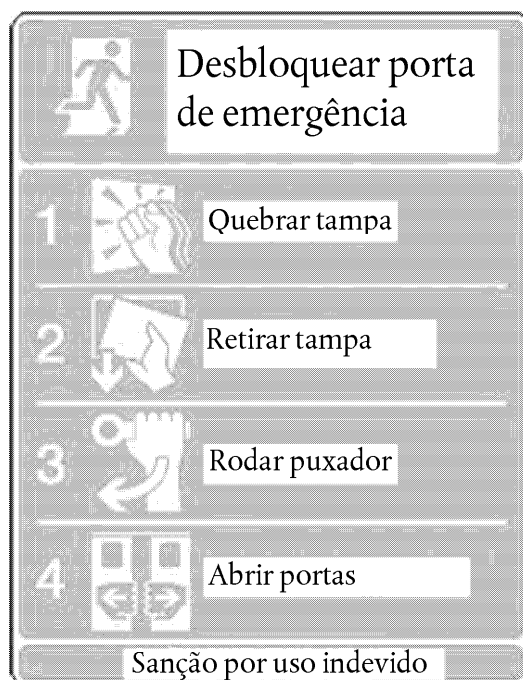 Desbloquear porta
de emergência
1 Quebrar tampa
2 Retirar tampa
3 Rodar puxador
4 Abrir portas
Sanção por uso indevido